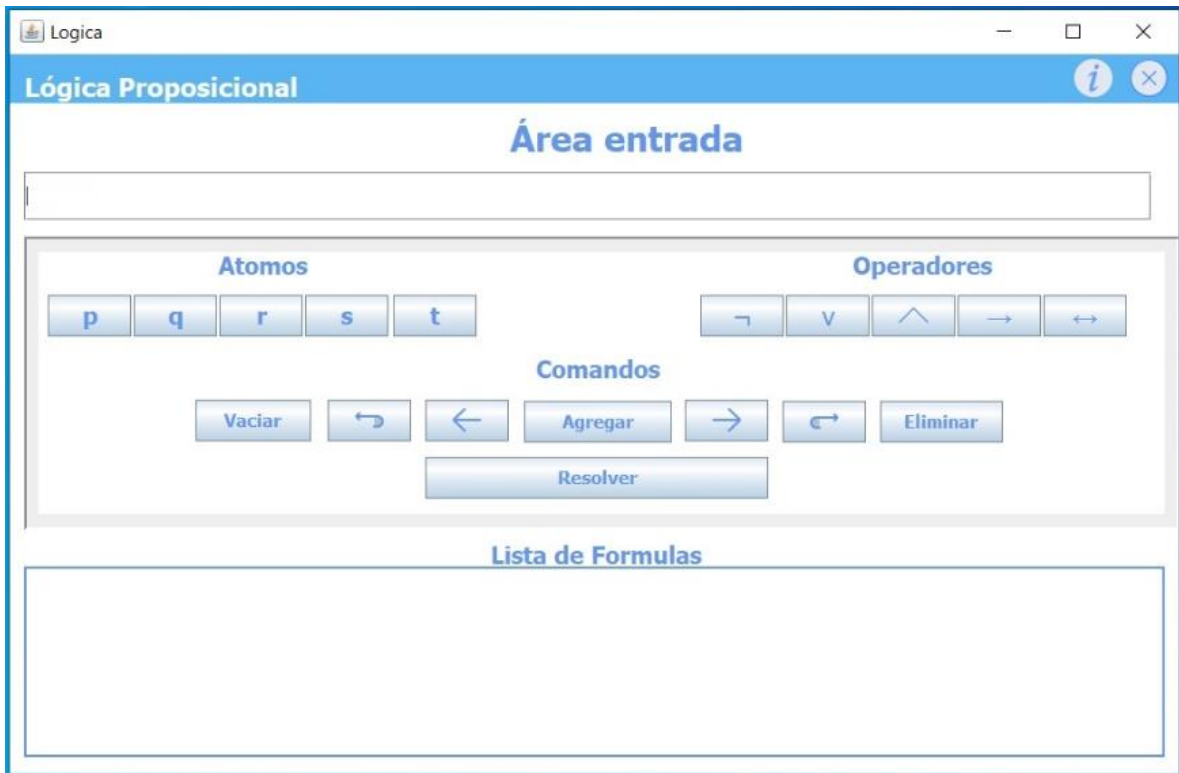 Logica
Lógica Proposicional
Área entrada
Atomos Operadores
p q r s t ¬ v ∧ → ↔
Comandos
Vaciar ← Agregar → Eliminar
Resolver
Lista de Formulas